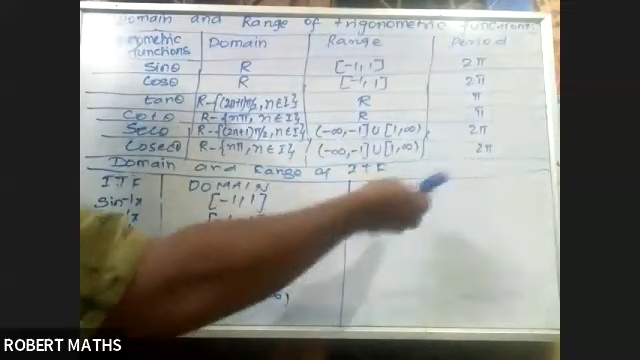 Domain and Range of trigonometric functions
functions Domain Range Period
sinθ R [-1,1] 2π
cosθ R [-1,1] 2π
tanθ R-{(2n+1)π/2, n∈I} R π
Cotθ R-{nπ, n∈I} R π
Secθ R-{(2n+1)π/2, n∈I} (-∞,-1]∪[1,∞) 2π
Cosecθ R-{nπ, n∈I} (-∞,-1]∪[1,∞) 2π
Domain and Range of ITF
ITF DOMAIN
sin⁻¹x [-1,1]
ROBERT MATHS